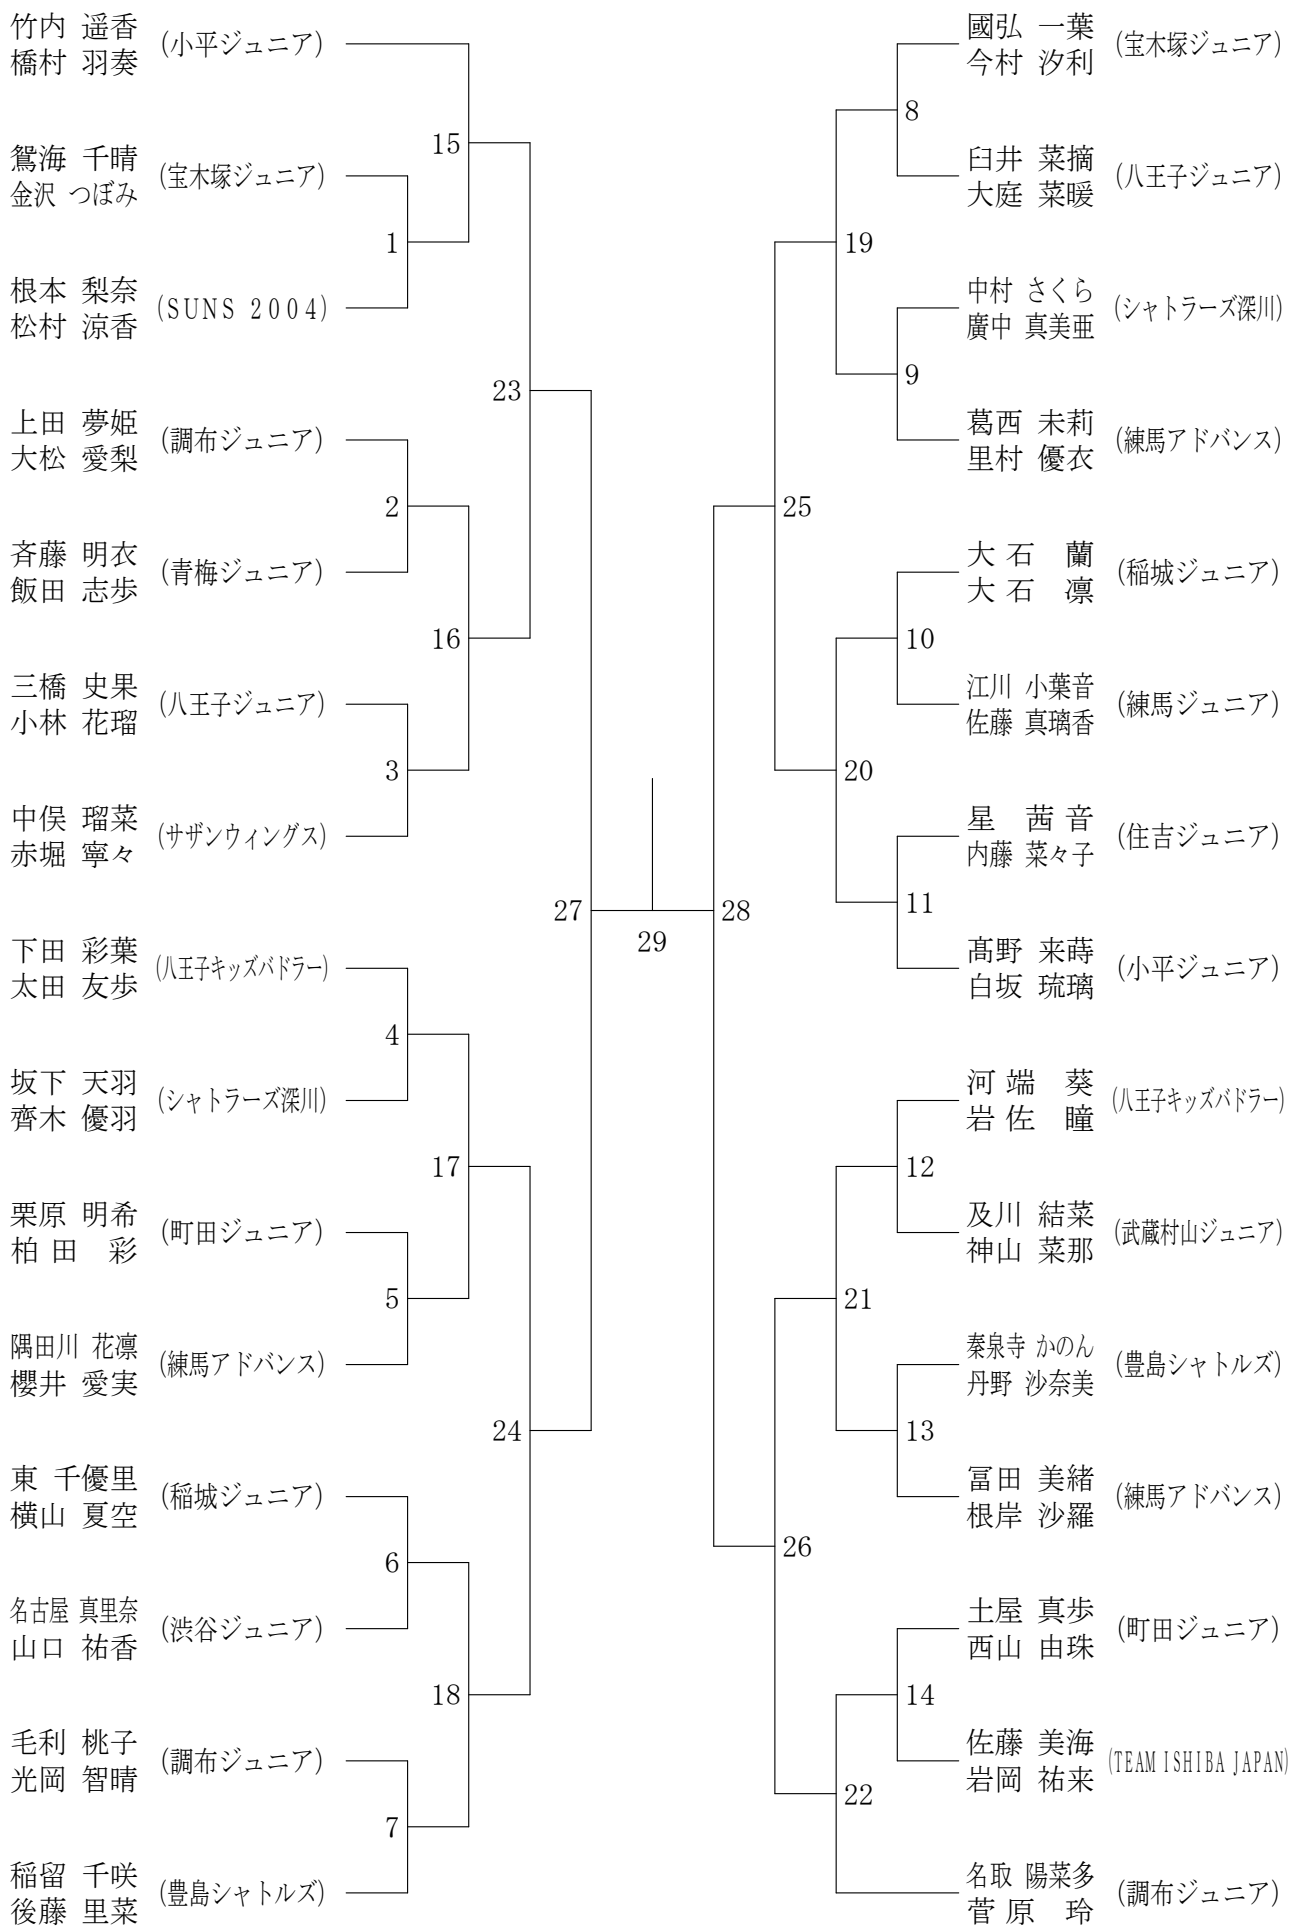 竹内 遥香
橋村 羽奏
(小平ジュニア)
鴛海 千晴
金沢 つぼみ
(宝木塚ジュニア)
根本 梨奈
松村 涼香
(SUNS 2004)
上田 夢姫
大松 愛梨
(調布ジュニア)
斉藤 明衣
飯田 志歩
(青梅ジュニア)
三橋 史果
小林 花瑠
(八王子ジュニア)
中俣 瑠菜
赤堀 寧々
(サザンウィングス)
下田 彩葉
太田 友歩
(八王子キッズバドラー)
坂下 天羽
齊木 優羽
(シャトラーズ深川)
栗原 明希
柏田 彩
(町田ジュニア)
隅田川 花凛
櫻井 愛実
(練馬アドバンス)
東 千優里
横山 夏空
(稲城ジュニア)
名古屋 真里奈
山口 祐香
(渋谷ジュニア)
毛利 桃子
光岡 智晴
(調布ジュニア)
稲留 千咲
後藤 里菜
(豊島シャトルズ)
1
2
3
4
5
6
7
15
16
17
18
23
24
27
29
28
25
26
19
20
21
22
8
9
10
11
12
13
14
國弘 一葉
今村 汐利
(宝木塚ジュニア)
臼井 菜摘
大庭 菜暖
(八王子ジュニア)
中村 さくら
廣中 真美亜
(シャトラーズ深川)
葛西 未莉
里村 優衣
(練馬アドバンス)
大石 蘭
大石 凛
(稲城ジュニア)
江川 小葉音
佐藤 真璃香
(練馬ジュニア)
星 茜音
内藤 菜々子
(住吉ジュニア)
髙野 来蒔
白坂 琉璃
(小平ジュニア)
河端 葵
岩佐 瞳
(八王子キッズバドラー)
及川 結菜
神山 菜那
(武蔵村山ジュニア)
秦泉寺 かのん
丹野 沙奈美
(豊島シャトルズ)
冨田 美緒
根岸 沙羅
(練馬アドバンス)
土屋 真歩
西山 由珠
(町田ジュニア)
佐藤 美海
岩岡 祐来
(TEAM ISHIBA JAPAN)
名取 陽菜多
菅原 玲
(調布ジュニア)